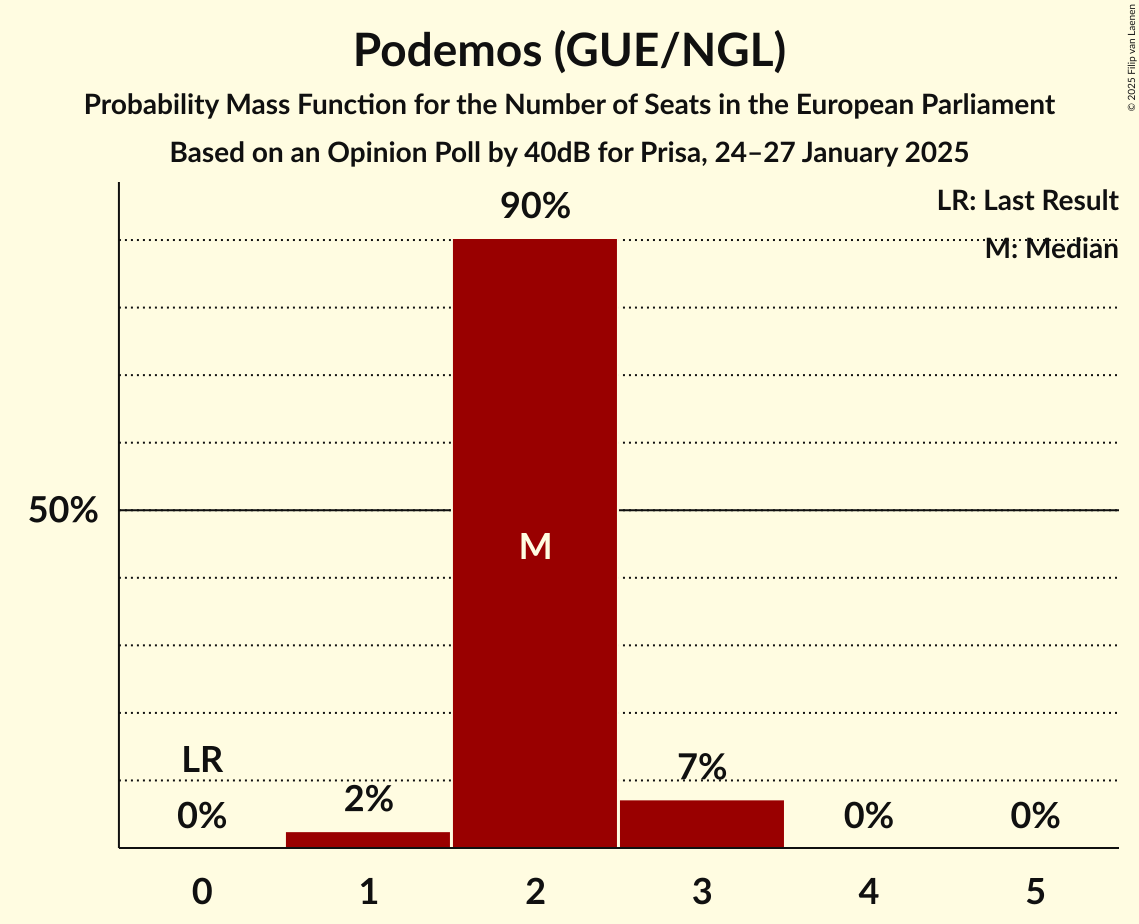 Podemos (GUE/NGL)
Probability Mass Function for the Number of Seats in the European Parliament
Based on an Opinion Poll by 40dB for Prisa, 24–27 January 2025
© 2025 Filip van Laenen
LR: Last Result
M: Median
90%
50%
M
LR
0%
2%
7%
0%
0%
0
1
2
3
4
5